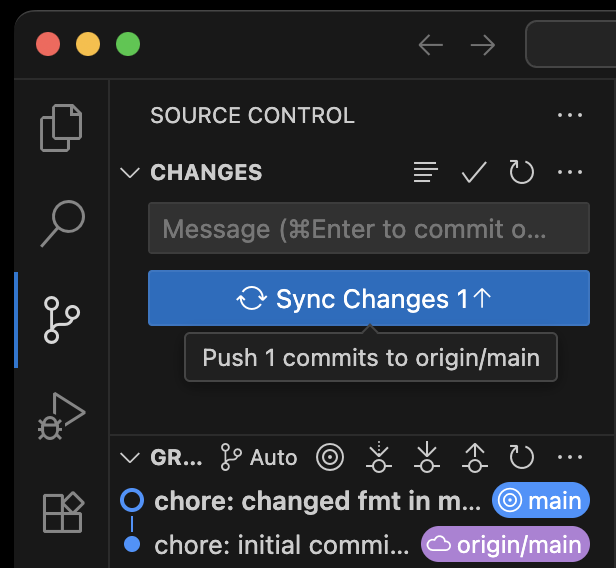 SOURCE CONTROL
CHANGES
Message (⌘Enter to commit o...
Sync Changes 1↑
Push 1 commits to origin/main
GR... Auto
chore: changed fmt in m... main
chore: initial commi... origin/main